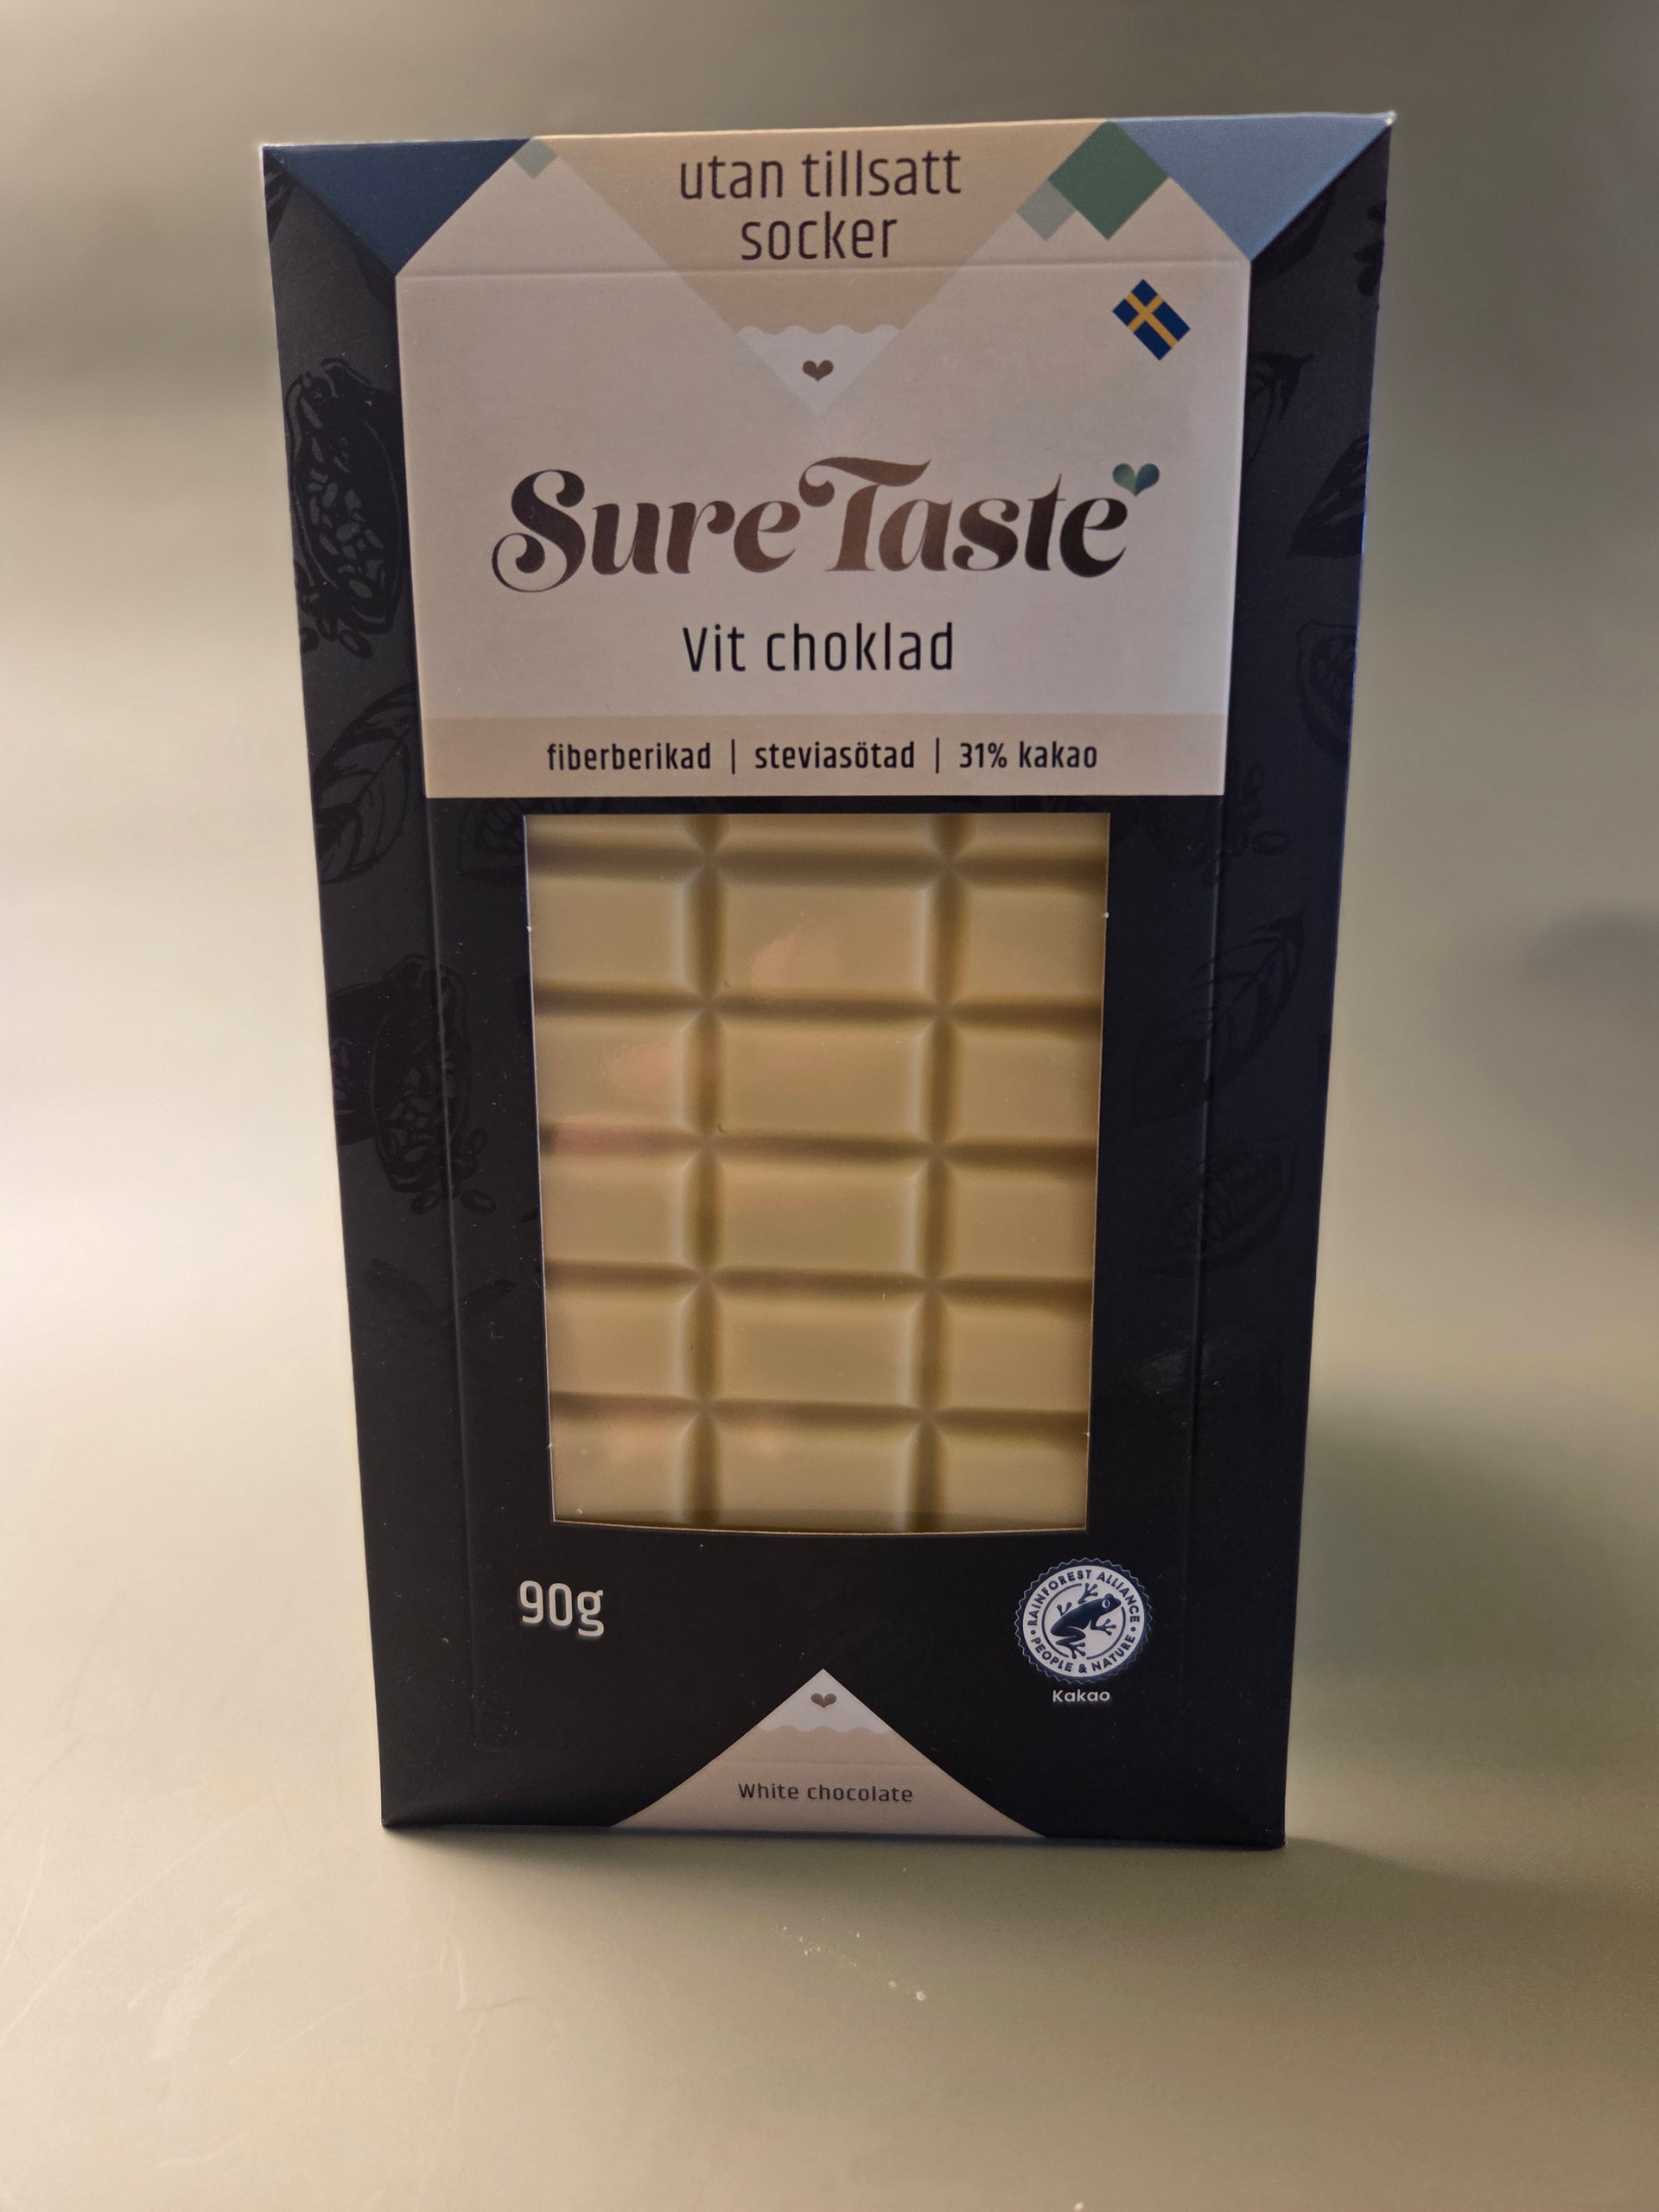 utan tillsatt
socker
SureTaste
Vit choklad
fiberberikad | steviasötad | 31% kakao
90g
RAINFOREST ALLIANCE
PEOPLE & NATURE
Kakao
White chocolate